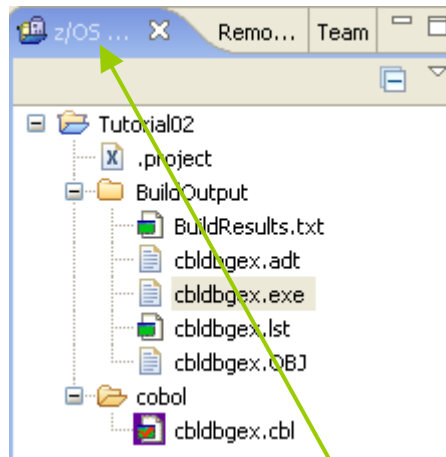 z/OS ... Remo... Team
Tutorial02
.project
BuildOutput
BuildResults.txt
cbldbgex.adt
cbldbgex.exe
cbldbgex.lst
cbldbgex.OBJ
cobol
cbldbgex.cbl